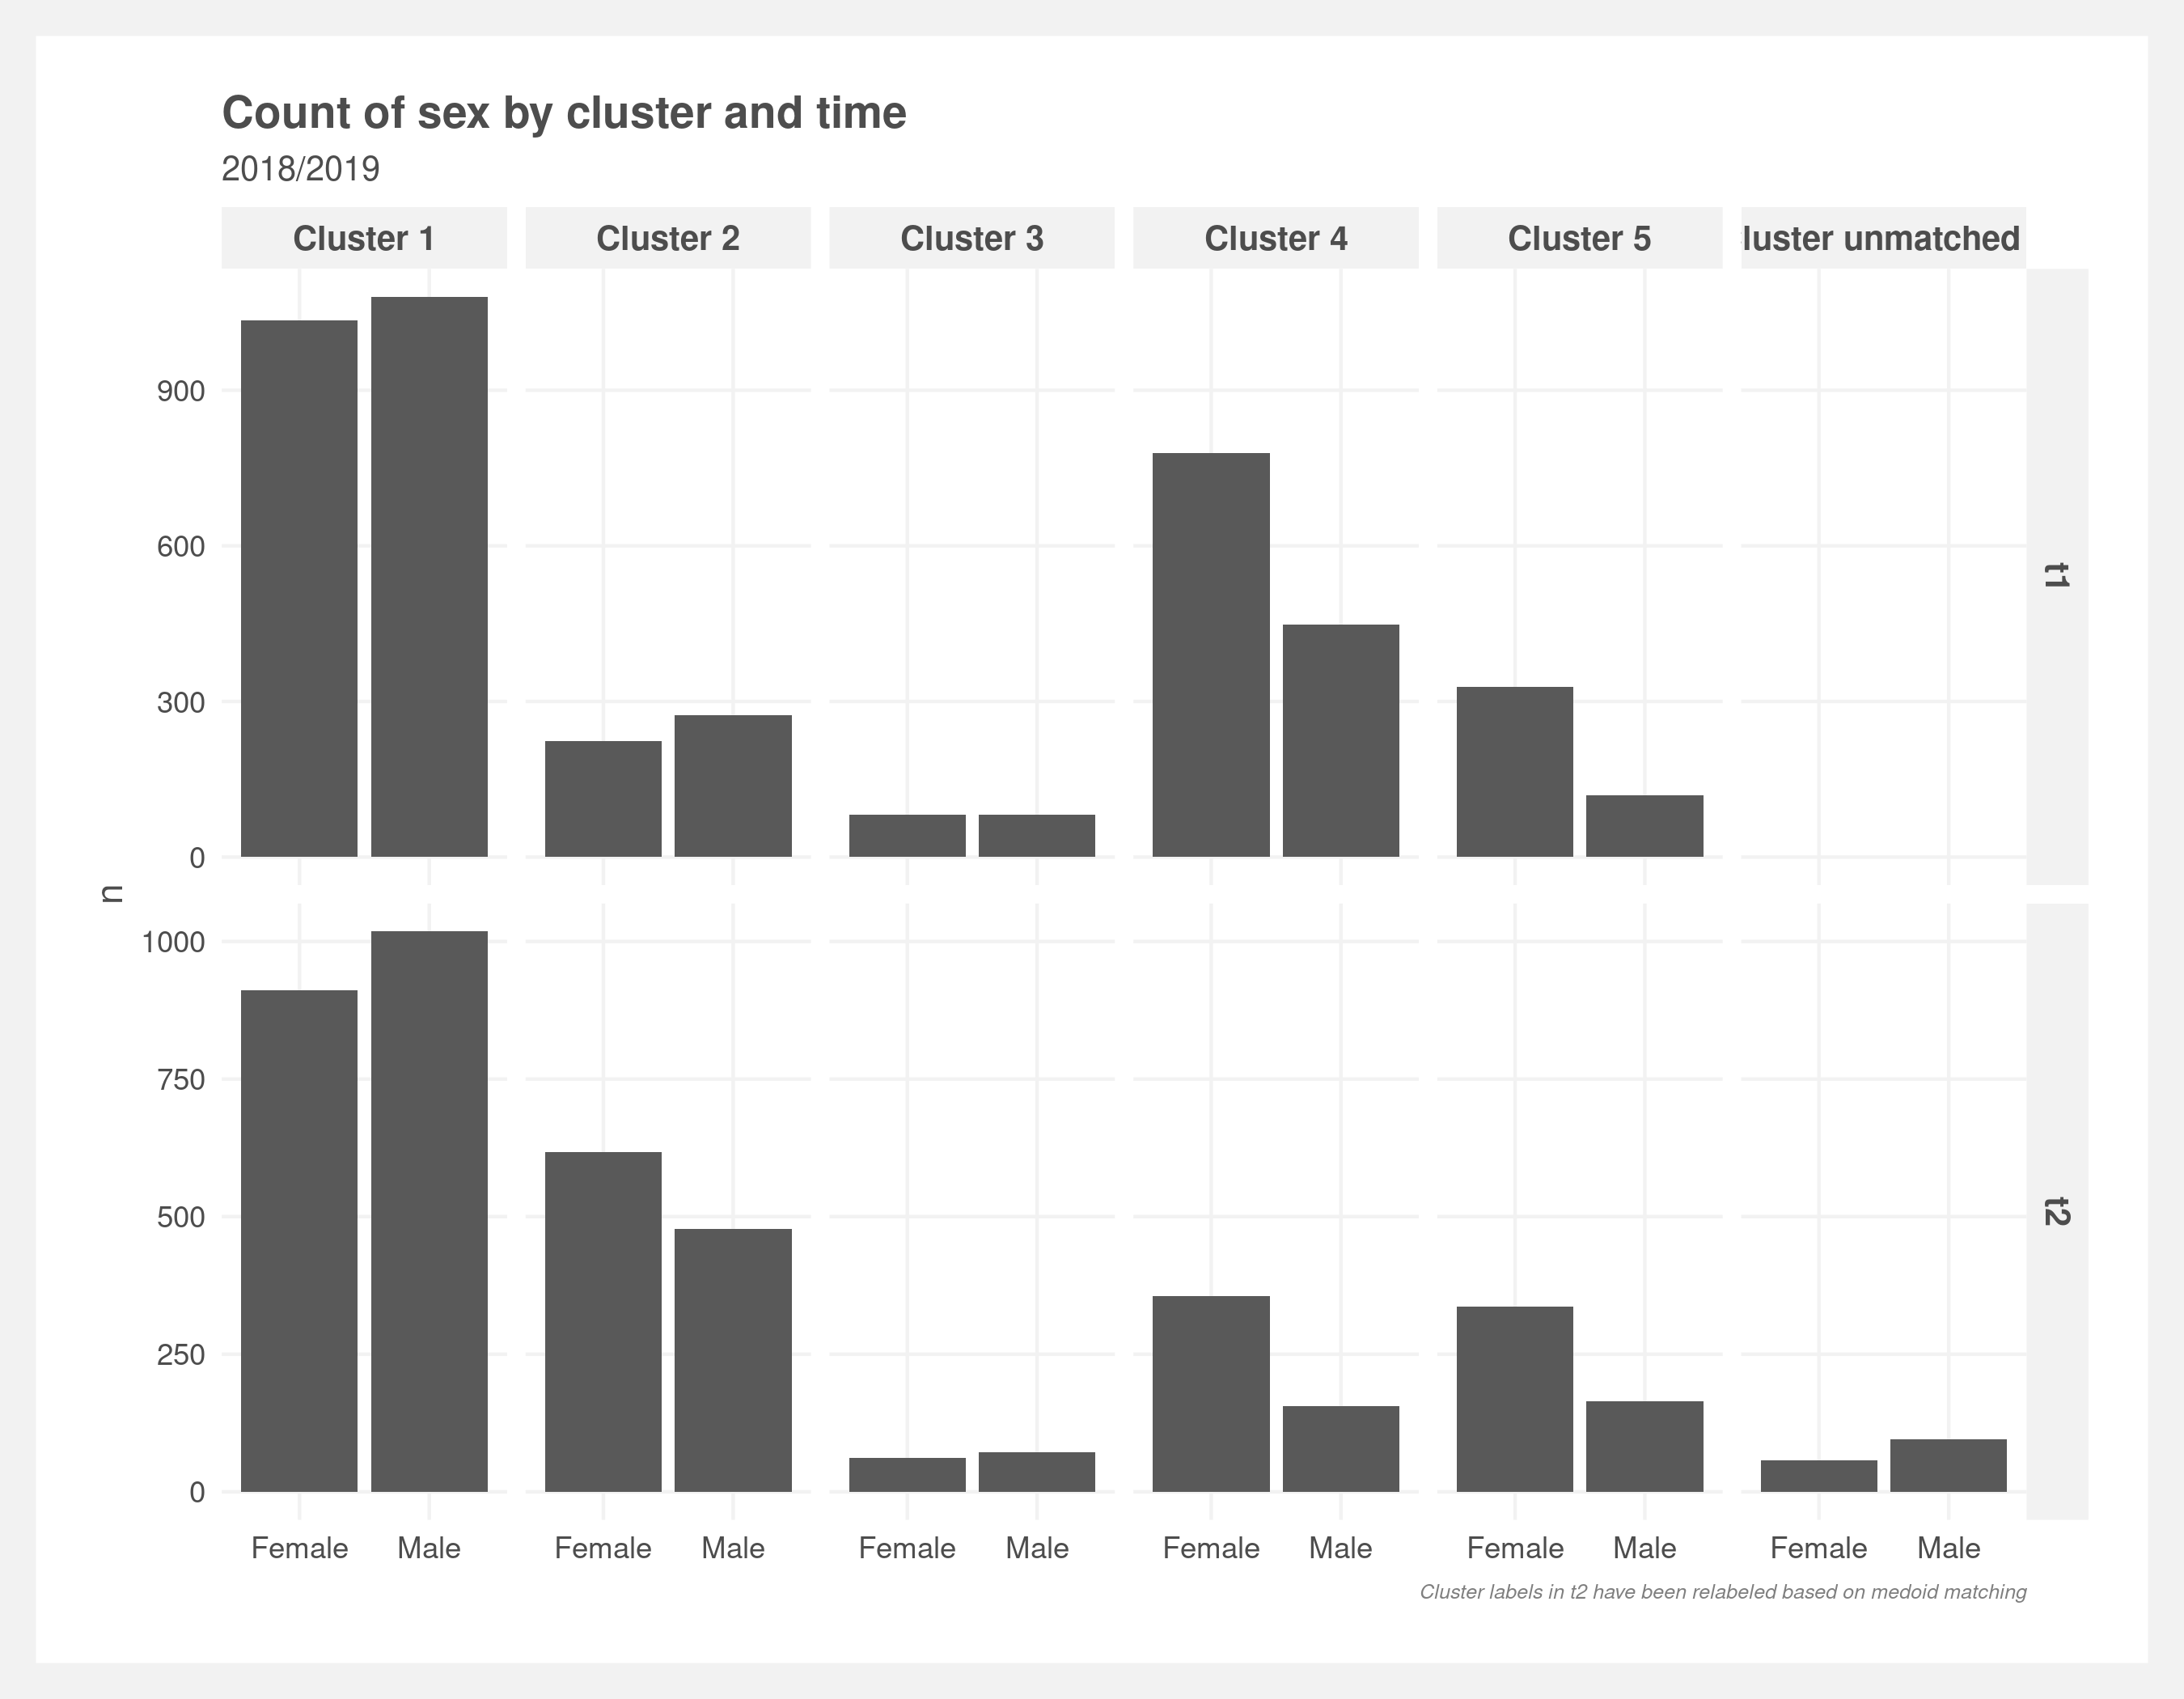 Count of sex by cluster and time
2018/2019
Cluster 1 Cluster 2 Cluster 3 Cluster 4 Cluster 5 luster unmatched
900
600
300
0
t1
n
1000
750
500
250
0
t2
Female Male Female Male Female Male Female Male Female Male Female Male
Cluster labels in t2 have been relabeled based on medoid matching